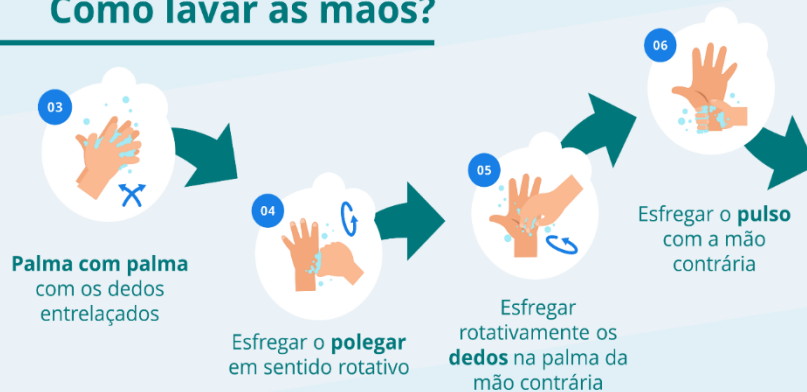 Como lavar as mãos?
03
Palma com palma
com os dedos
entrelaçados
04
Esfregar o polegar
em sentido rotativo
05
Esfregar
rotativamente os
dedos na palma da
mão contrária
06
Esfregar o pulso
com a mão
contrária